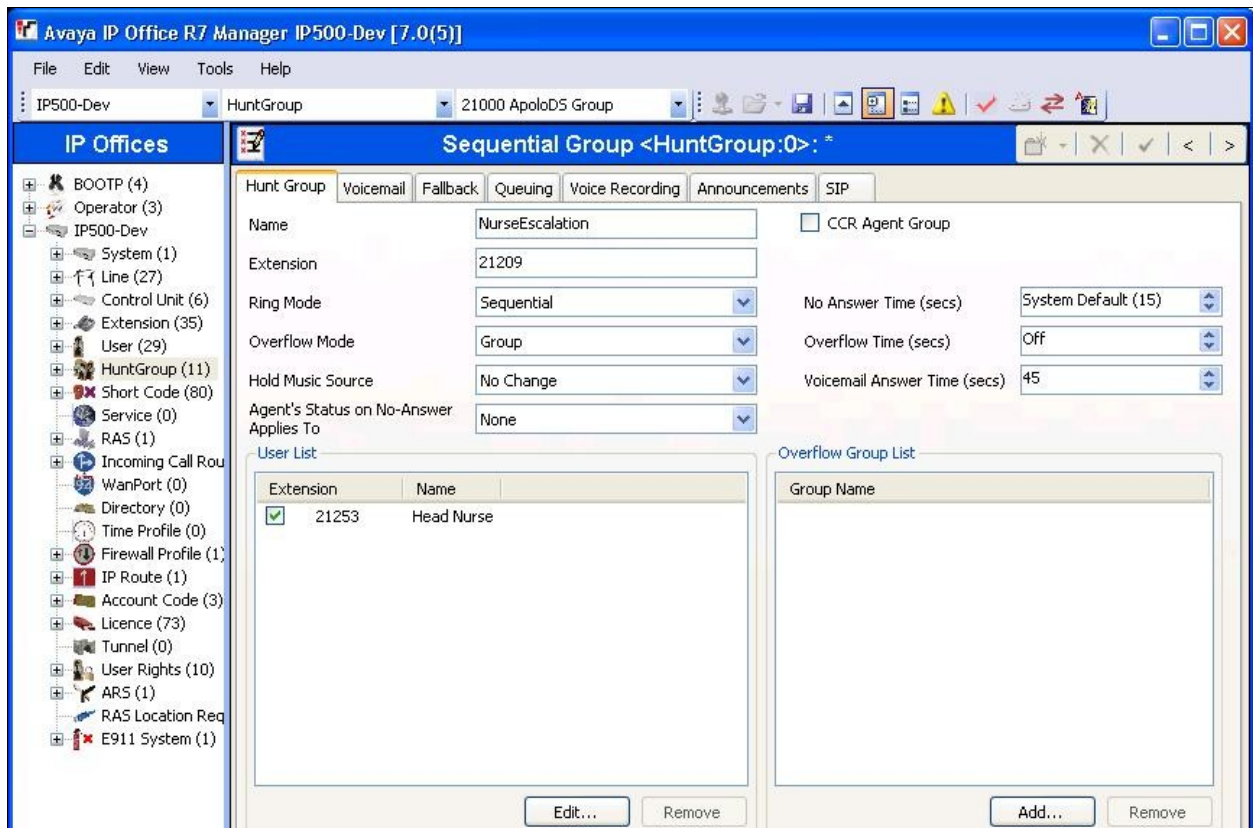 Avaya IP Office R7 Manager IP500-Dev [7.0(5)]
File Edit View Tools Help
IP500-Dev HuntGroup 21000 ApoloDS Group
IP Offices
BOOTP (4)
Operator (3)
IP500-Dev
System (1)
Line (27)
Control Unit (6)
Extension (35)
User (29)
HuntGroup (11)
Short Code (80)
Service (0)
RAS (1)
Incoming Call Rou
WanPort (0)
Directory (0)
Time Profile (0)
Firewall Profile (1)
IP Route (1)
Account Code (3)
Licence (73)
Tunnel (0)
User Rights (10)
ARS (1)
RAS Location Req
E911 System (1)
Sequential Group <HuntGroup:0>: *
Hunt Group Voicemail Fallback Queuing Voice Recording Announcements SIP
Name NurseEscalation CCR Agent Group
Extension 21209
Ring Mode Sequential No Answer Time (secs) System Default (15)
Overflow Mode Group Overflow Time (secs) Off
Hold Music Source No Change Voicemail Answer Time (secs) 45
Agent's Status on No-Answer
Applies To None
User List Overflow Group List
Extension Name Group Name
21253 Head Nurse
Edit... Remove Add... Remove